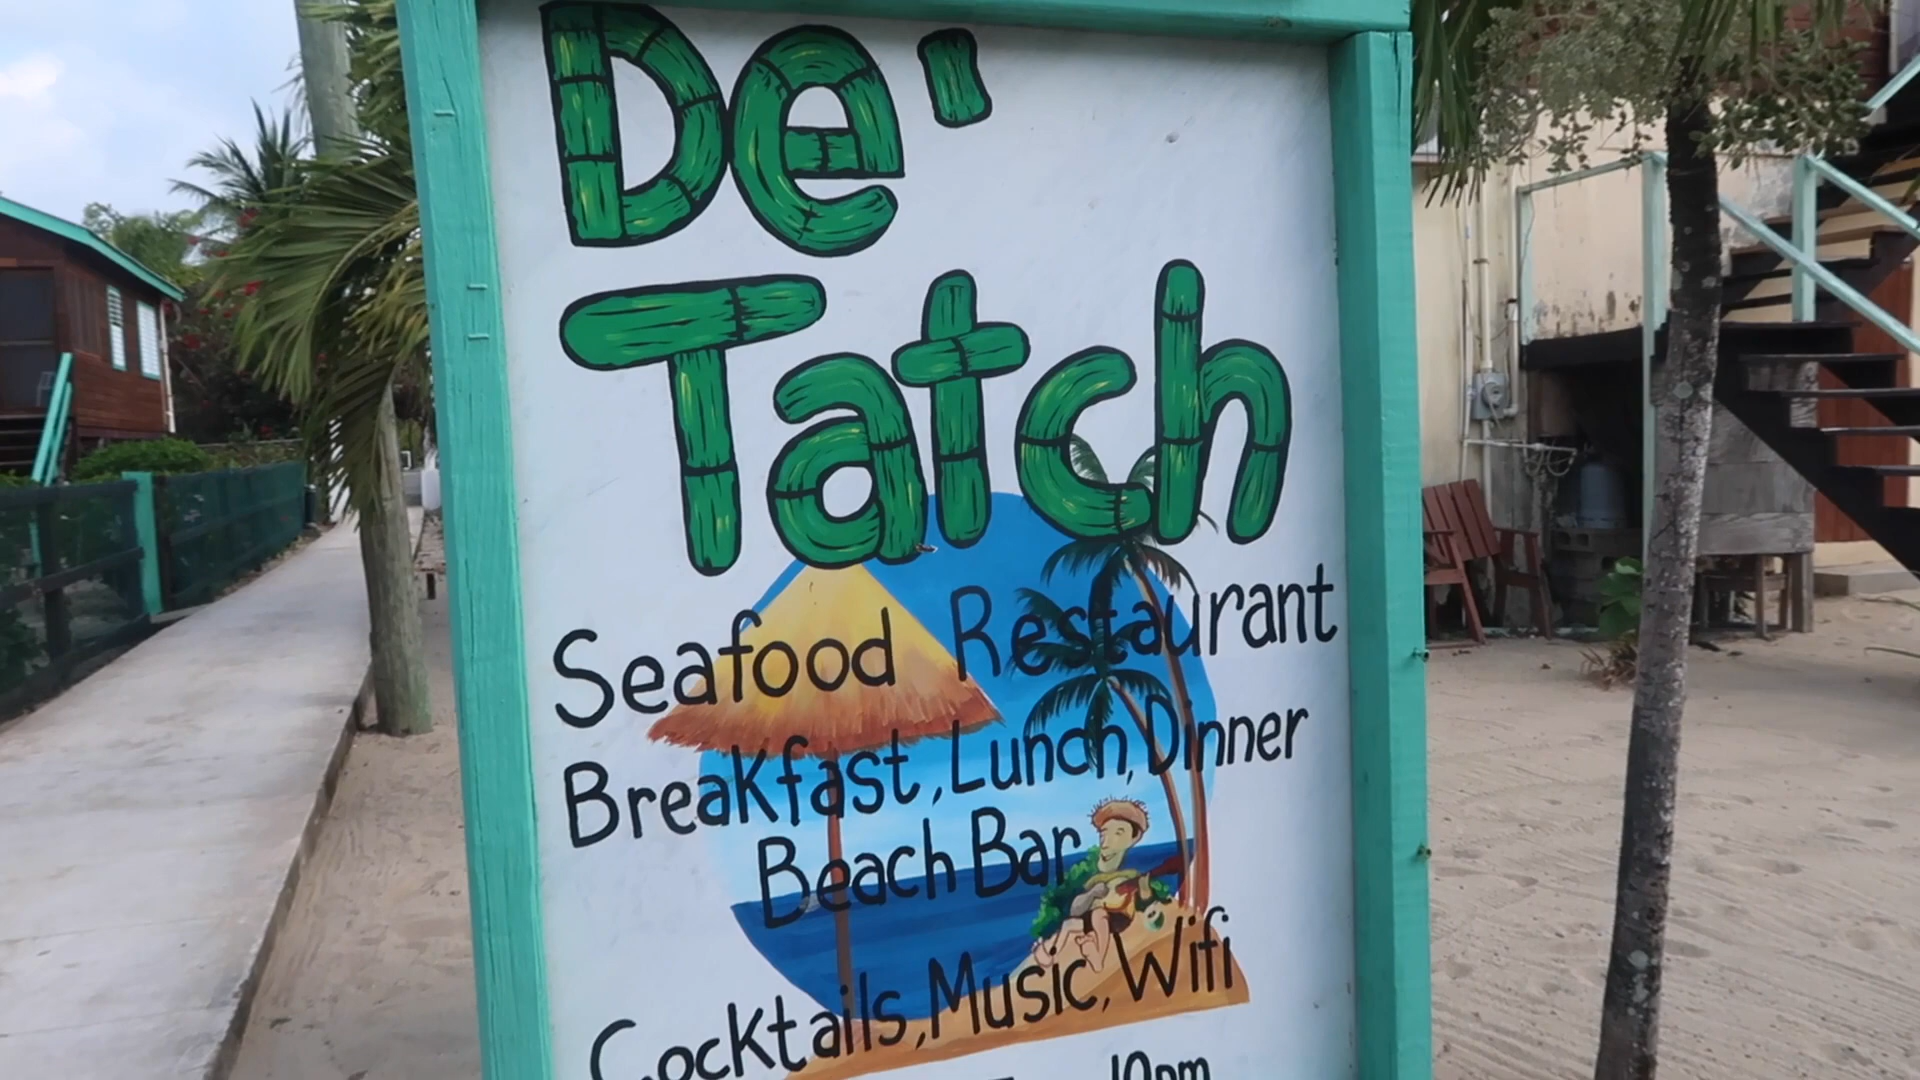 De'
Tatch
Seafood Restaurant
Breakfast, Lunch, Dinner
Beach Bar
Cocktails, Music, Wifi
10pm